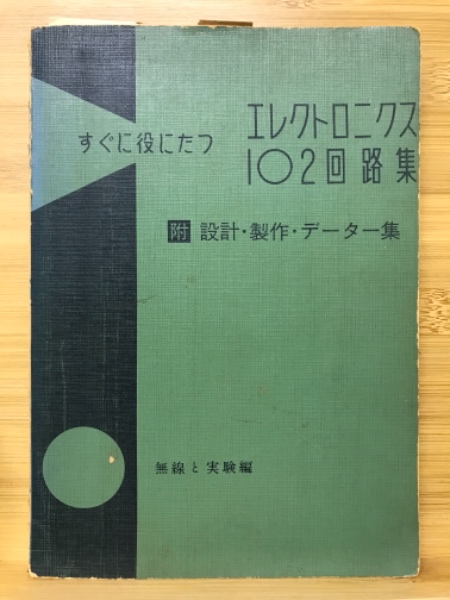 すぐに役にたつ
エレクトロニクス
102回路集
附 設計・製作・データー集
無線と実験編